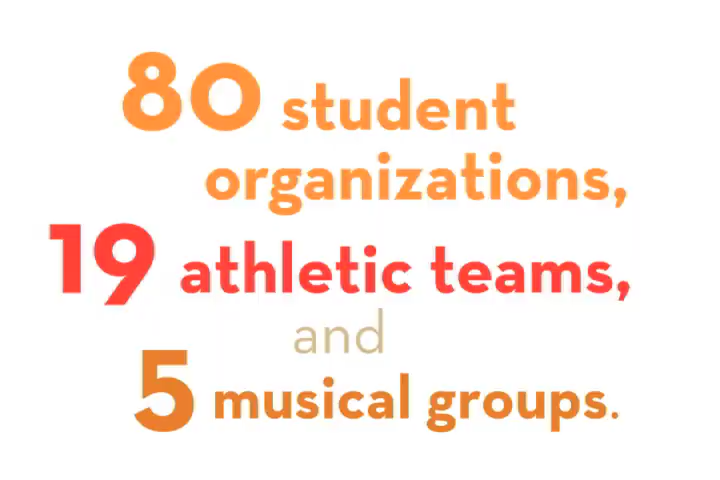 80 student
organizations,
19 athletic teams,
and
5 musical groups.